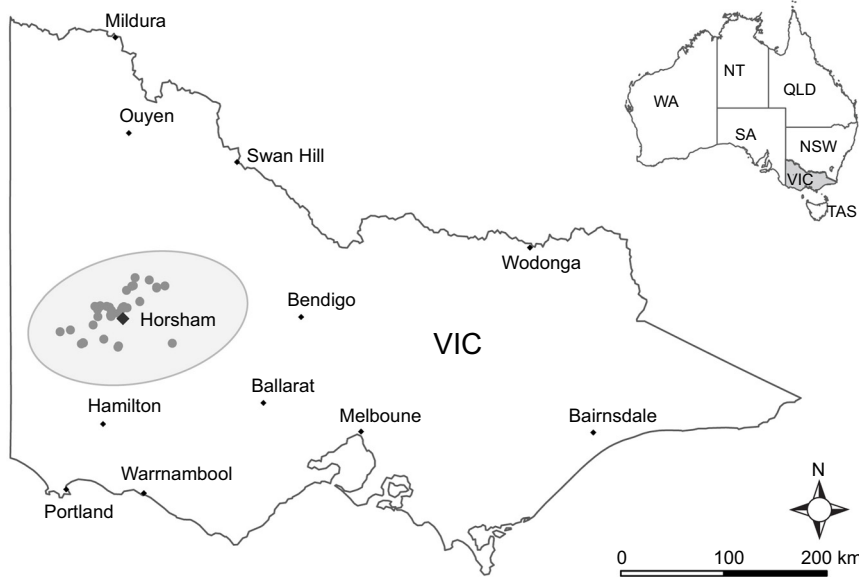 Mildura
Ouyen
Swan Hill
Wodonga
Bendigo
Horsham
VIC
Ballarat
Hamilton
Melboune
Bairnsdale
Warrnambool
Portland
WA
NT
QLD
SA
NSW
VIC
TAS
N
0 100 200 km